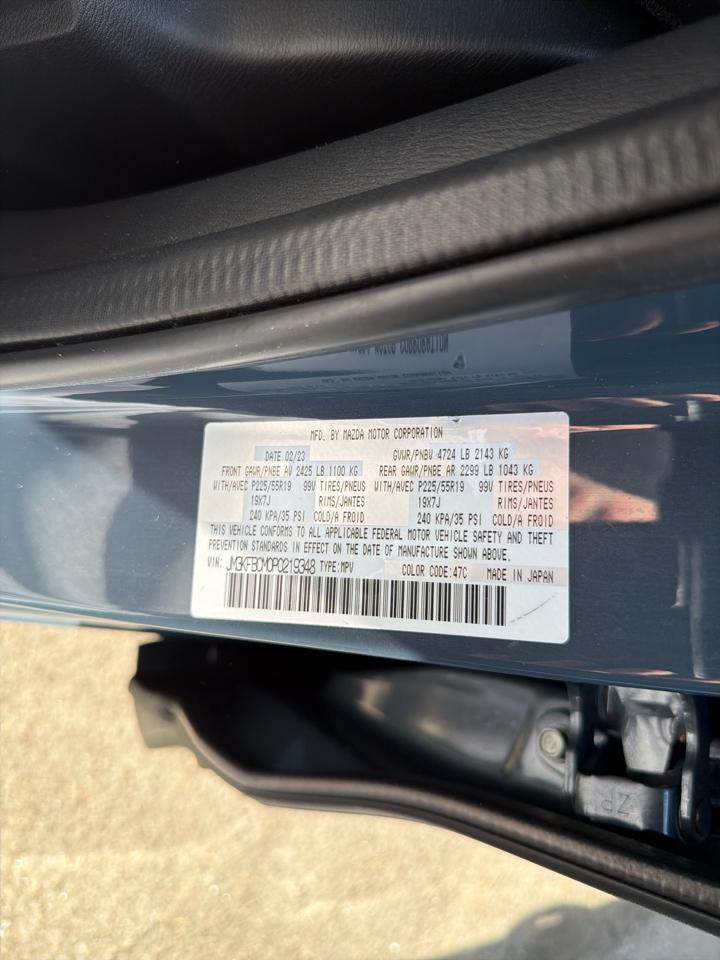 MFD. BY MAZDA MOTOR CORPORATION
DATE 02/23 GVWR/PNBV 4724 LB 2143 KG
FRONT GAWR/PNBE AV 2425 LB 1100 KG REAR GAWR/PNBE AR 2299 LB 1043 KG
WITH/AVEC P225/55R19 99V TIRES/PNEUS WITH/AVEC P225/55R19 99V TIRES/PNEUS
19X7J RIMS/JANTES 19X7J RIMS/JANTES
240 KPA/35 PSI COLD/A FROID 240 KPA/35 PSI COLD/A FROID
THIS VEHICLE CONFORMS TO ALL APPLICABLE FEDERAL MOTOR VEHICLE SAFETY AND THEFT
PREVENTION STANDARDS IN EFFECT ON THE DATE OF MANUFACTURE SHOWN ABOVE.
VIN: JM3KFBCM0P0219348 TYPE:MPV COLOR CODE:47C MADE IN JAPAN
ZP